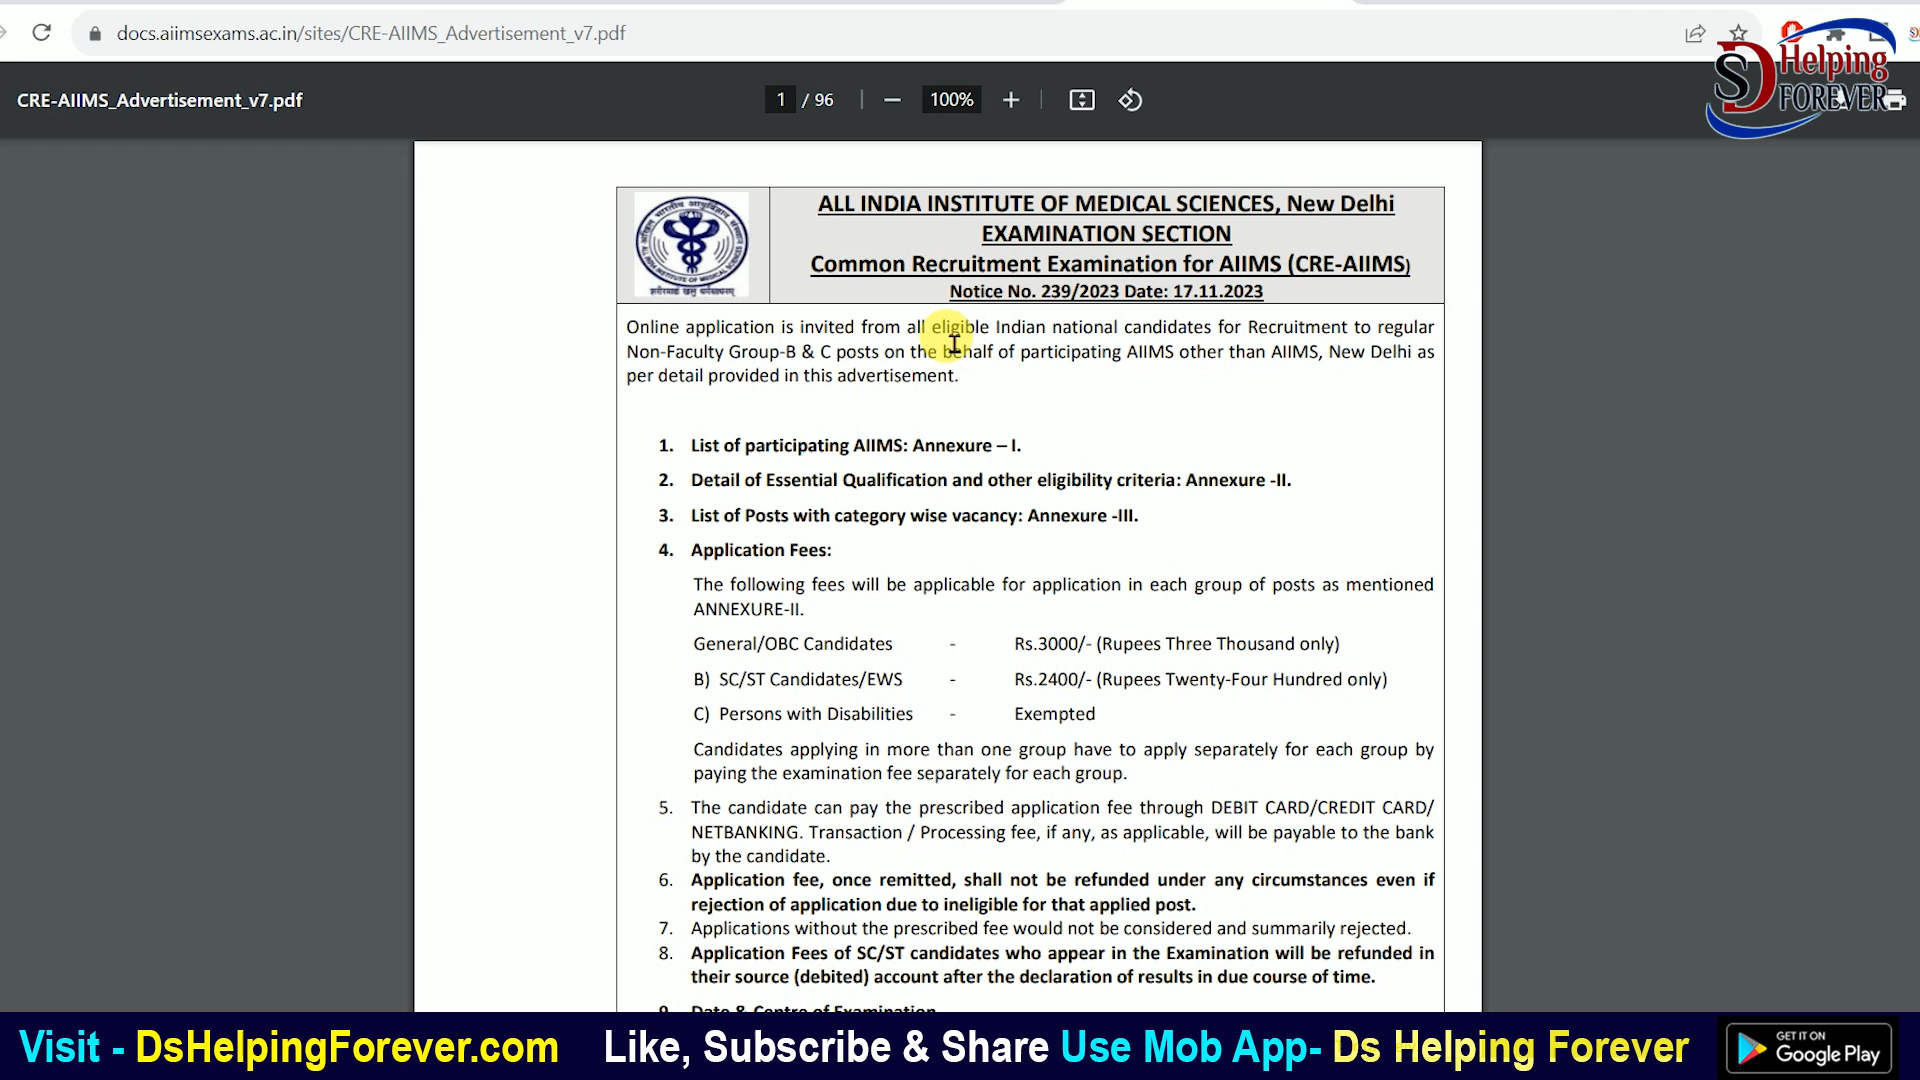 docs.aiimsexams.ac.in/sites/CRE-AIIMS_Advertisement_v7.pdf
SD Helping
FOREVER
CRE-AIIMS_Advertisement_v7.pdf
1 / 96
100%
ALL INDIA INSTITUTE OF MEDICAL SCIENCES, New Delhi
EXAMINATION SECTION
Common Recruitment Examination for AIIMS (CRE-AIIMS)
Notice No. 239/2023 Date: 17.11.2023
Online application is invited from all eligible Indian national candidates for Recruitment to regular
Non-Faculty Group-B & C posts on the behalf of participating AIIMS other than AIIMS, New Delhi as
per detail provided in this advertisement.
1. List of participating AIIMS: Annexure – I.
2. Detail of Essential Qualification and other eligibility criteria: Annexure -II.
3. List of Posts with category wise vacancy: Annexure -III.
4. Application Fees:
The following fees will be applicable for application in each group of posts as mentioned
ANNEXURE-II.
General/OBC Candidates - Rs.3000/- (Rupees Three Thousand only)
B) SC/ST Candidates/EWS - Rs.2400/- (Rupees Twenty-Four Hundred only)
C) Persons with Disabilities - Exempted
Candidates applying in more than one group have to apply separately for each group by
paying the examination fee separately for each group.
5. The candidate can pay the prescribed application fee through DEBIT CARD/CREDIT CARD/
NETBANKING. Transaction / Processing fee, if any, as applicable, will be payable to the bank
by the candidate.
6. Application fee, once remitted, shall not be refunded under any circumstances even if
rejection of application due to ineligible for that applied post.
7. Applications without the prescribed fee would not be considered and summarily rejected.
8. Application Fees of SC/ST candidates who appear in the Examination will be refunded in
their source (debited) account after the declaration of results in due course of time.
9. Date & Centre of Examination
Visit - DsHelpingForever.com Like, Subscribe & Share Use Mob App- Ds Helping Forever
GET IT ON
Google Play